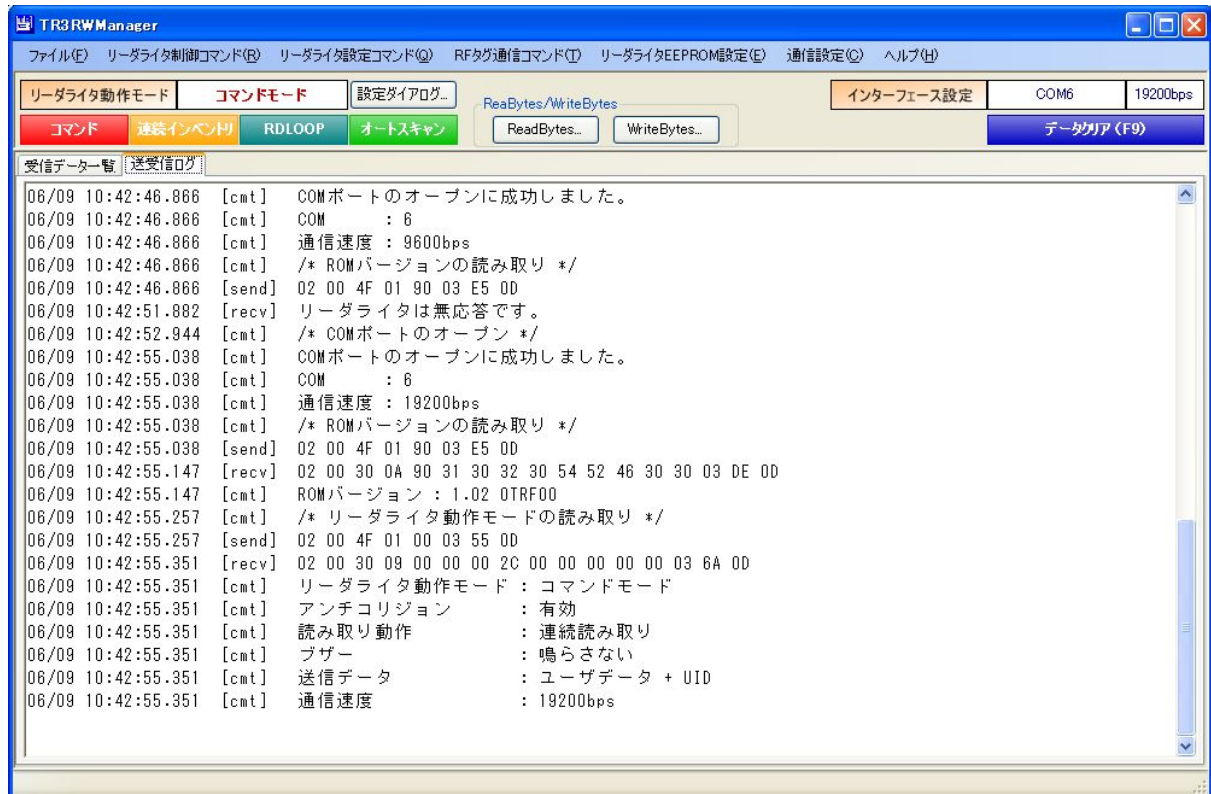 TR3RWManager
ファイル(F) リーダライタ制御コマンド(R) リーダライタ設定コマンド(Q) RFタグ通信コマンド(T) リーダライタEEPROM設定(E) 通信設定(C) ヘルプ(H)
リーダライタ動作モード コマンドモード 設定ダイアログ... ReaBytes/WriteBytes インターフェース設定 COM6 19200bps
コマンド 連続インベントリ RDLOOP オートスキャン ReadBytes... WriteBytes... データクリア(F9)
受信データ一覧 送受信ログ
06/09 10:42:46.866 [cmt] COMポートのオープンに成功しました。
06/09 10:42:46.866 [cmt] COM : 6
06/09 10:42:46.866 [cmt] 通信速度 : 9600bps
06/09 10:42:46.866 [cmt] /* ROMバージョンの読み取り */
06/09 10:42:46.866 [send] 02 00 4F 01 90 03 E5 0D
06/09 10:42:51.882 [recv] リーダライタは無応答です。
06/09 10:42:52.944 [cmt] /* COMポートのオープン */
06/09 10:42:55.038 [cmt] COMポートのオープンに成功しました。
06/09 10:42:55.038 [cmt] COM : 6
06/09 10:42:55.038 [cmt] 通信速度 : 19200bps
06/09 10:42:55.038 [cmt] /* ROMバージョンの読み取り */
06/09 10:42:55.038 [send] 02 00 4F 01 90 03 E5 0D
06/09 10:42:55.147 [recv] 02 00 30 0A 90 31 30 32 30 54 52 46 30 30 03 DE 0D
06/09 10:42:55.147 [cmt] ROMバージョン : 1.02 0TRF00
06/09 10:42:55.257 [cmt] /* リーダライタ動作モードの読み取り */
06/09 10:42:55.257 [send] 02 00 4F 01 00 03 55 0D
06/09 10:42:55.351 [recv] 02 00 30 09 00 00 00 2C 00 00 00 00 00 03 6A 0D
06/09 10:42:55.351 [cmt] リーダライタ動作モード : コマンドモード
06/09 10:42:55.351 [cmt] アンチコリジョン : 有効
06/09 10:42:55.351 [cmt] 読み取り動作 : 連続読み取り
06/09 10:42:55.351 [cmt] ブザー : 鳴らさない
06/09 10:42:55.351 [cmt] 送信データ : ユーザデータ + UID
06/09 10:42:55.351 [cmt] 通信速度 : 19200bps